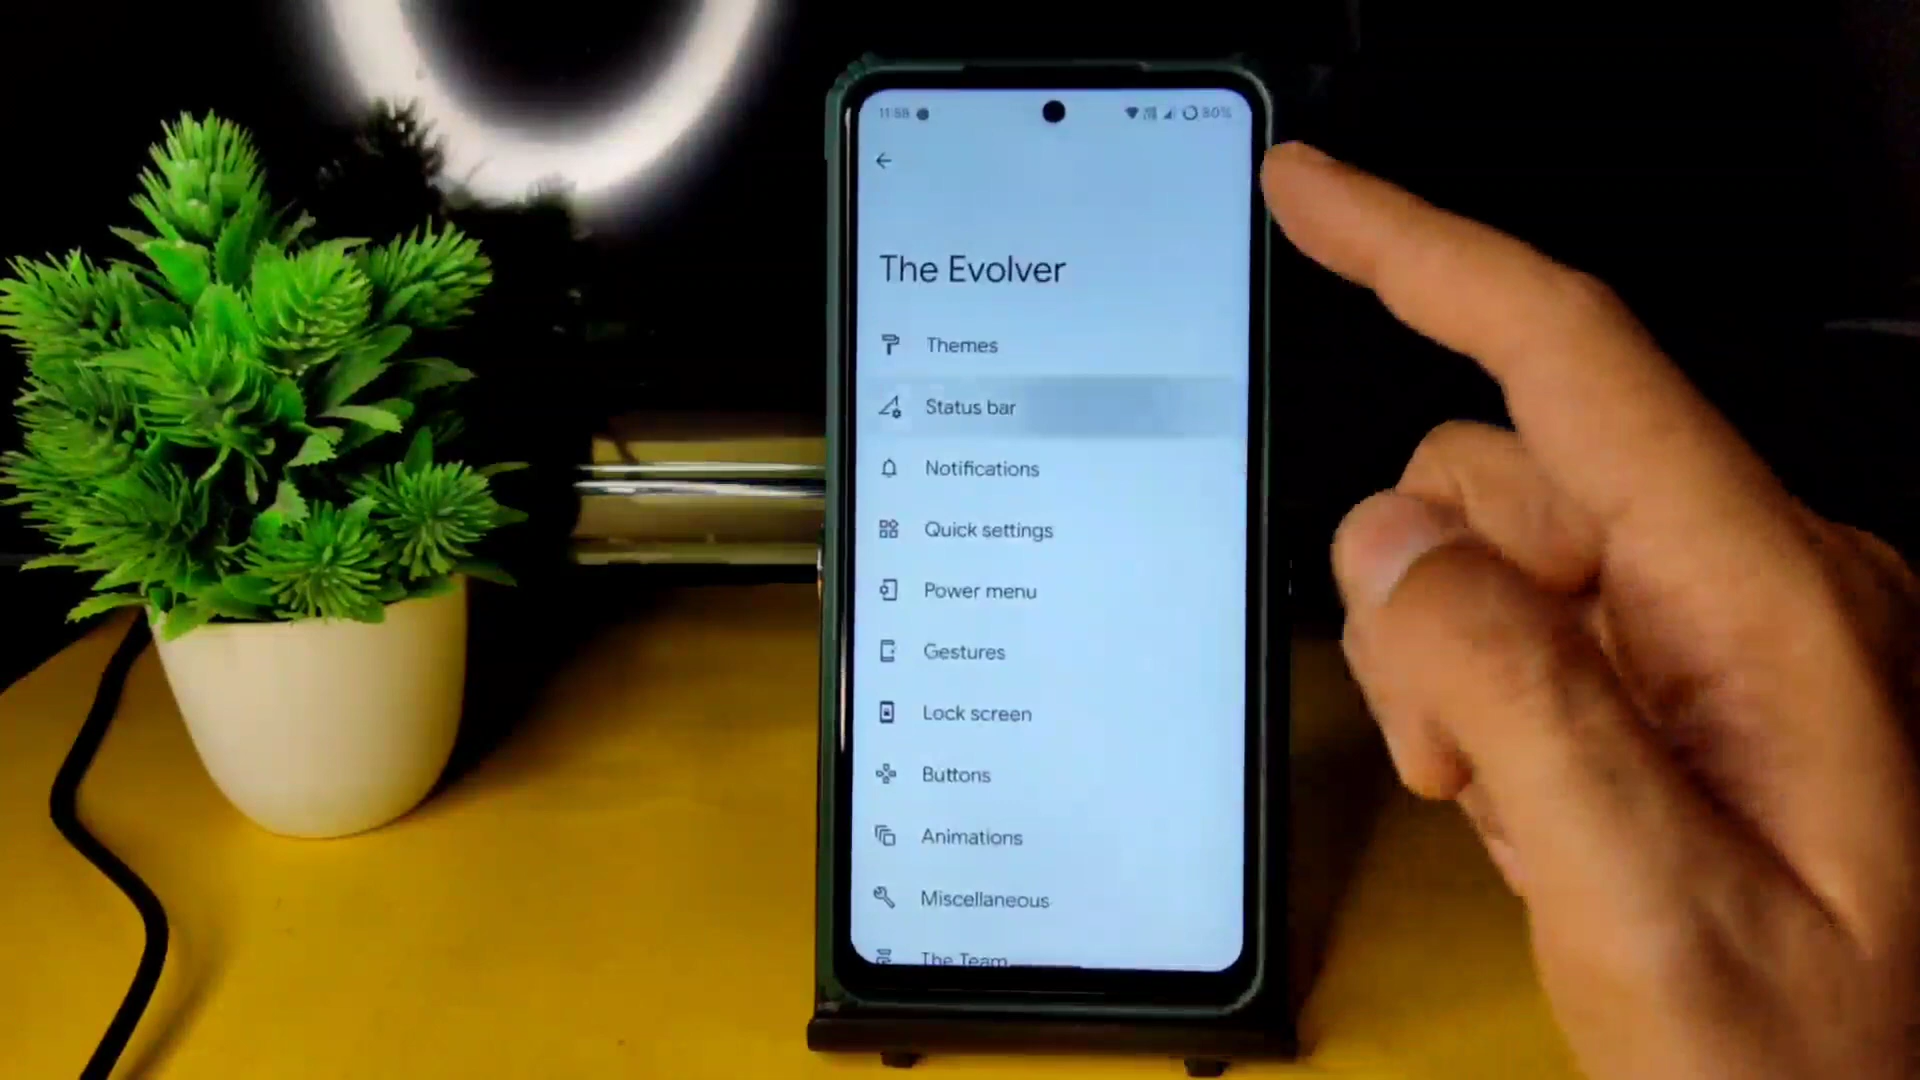 11:58
80%
The Evolver
Themes
Status bar
Notifications
Quick settings
Power menu
Gestures
Lock screen
Buttons
Animations
Miscellaneous
The Team